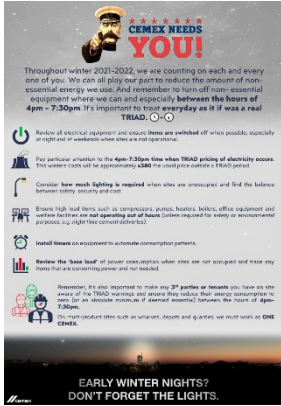 CEMEX NEEDS
YOU!
Throughout winter 2021-2022, we are counting on each and every
one of you. We can all play our part to reduce the amount of non-
essential energy we use. And remember to turn off non- essential
equipment where we can and especially between the hours of
4pm - 7:30pm. It's important to treat everyday as it if was a real
TRIAD.
Review all electrical equipment and ensure items are switched off when possible, especially
at night and at weekends when sites are not operational.
Pay particular attention to the 4pm-7:30pm time when TRIAD pricing of electricity occurs.
This winters costs will be approximately x380 the usual price outside a TRIAD period.
Consider how much lighting is required when sites are unoccupied and find the balance
between safety, security and cost.
Ensure high load items such as compressors, pumps, heaters, boilers, office equipment and
welfare facilities are not operating out of hours (unless required for safety or environmental
purposes, e.g. night time cement deliveries).
Install timers on equipment to automate consumption patterns.
Review the 'base load' of power consumption when sites are not occupied and trace any
items that are consuming power and not needed.
Remember, it's also important to make any 3rd parties or tenants you have on site
aware of the TRIAD warnings and ensure they reduce their energy consumption to
zero (or an absolute minimum if deemed essential) between the hours of 4pm-
7:30pm.
On multi-product sites such as wharves, depots and quarries, we must work as ONE
CEMEX.
EARLY WINTER NIGHTS?
DON'T FORGET THE LIGHTS.
CEMEX